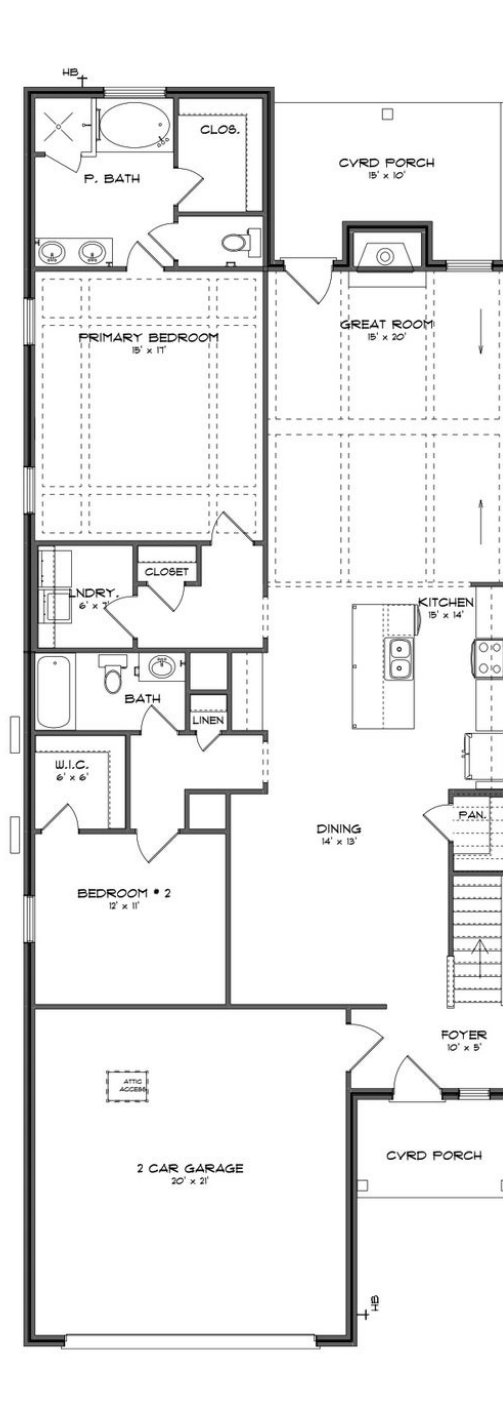 HB
CLOS.
P. BATH
CVRD PORCH
15' x 10'
PRIMARY BEDROOM
15' x 17'
GREAT ROOM
15' x 20'
CLOSET
LNDRY.
6' x 7'
KITCHEN
15' x 14'
BATH
LINEN
W.I.C.
6' x 6'
PAN.
DINING
14' x 13'
BEDROOM # 2
12' x 11'
FOYER
10' x 5'
ATTIC
ACCESS
CVRD PORCH
2 CAR GARAGE
20' x 21'
HB